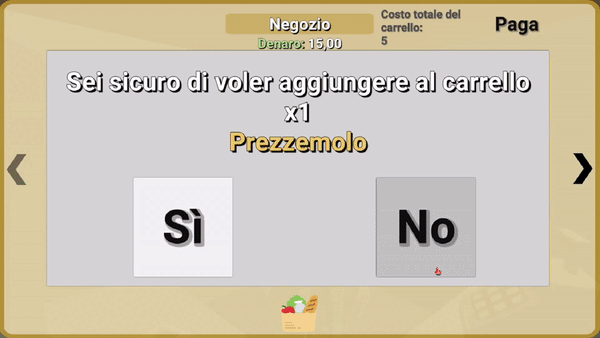 Negozio
Denaro: 15,00
Costo totale del
carrello:
5
Paga
Sei sicuro di voler aggiungere al carrello
x1
Prezzemolo
Sì
No